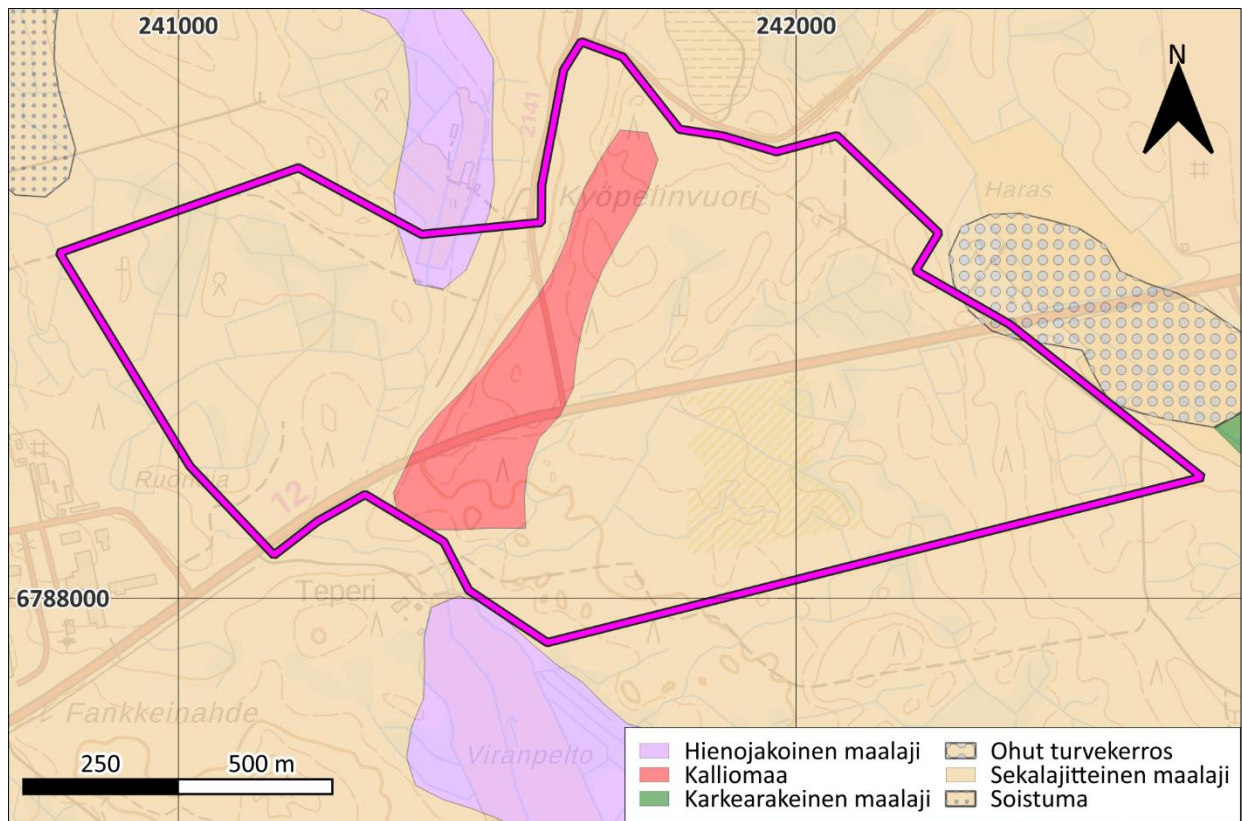 241000
242000
N
2141
Kyöpelinvuori
Haras
12
Teperi
6788000
Fankkeinahde
Viranpelto
250
500 m
Hienojakoinen maalaji
Kalliomaa
Karkearakeinen maalaji
Ohut turvekerros
Sekalajitteinen maalaji
Soistuma